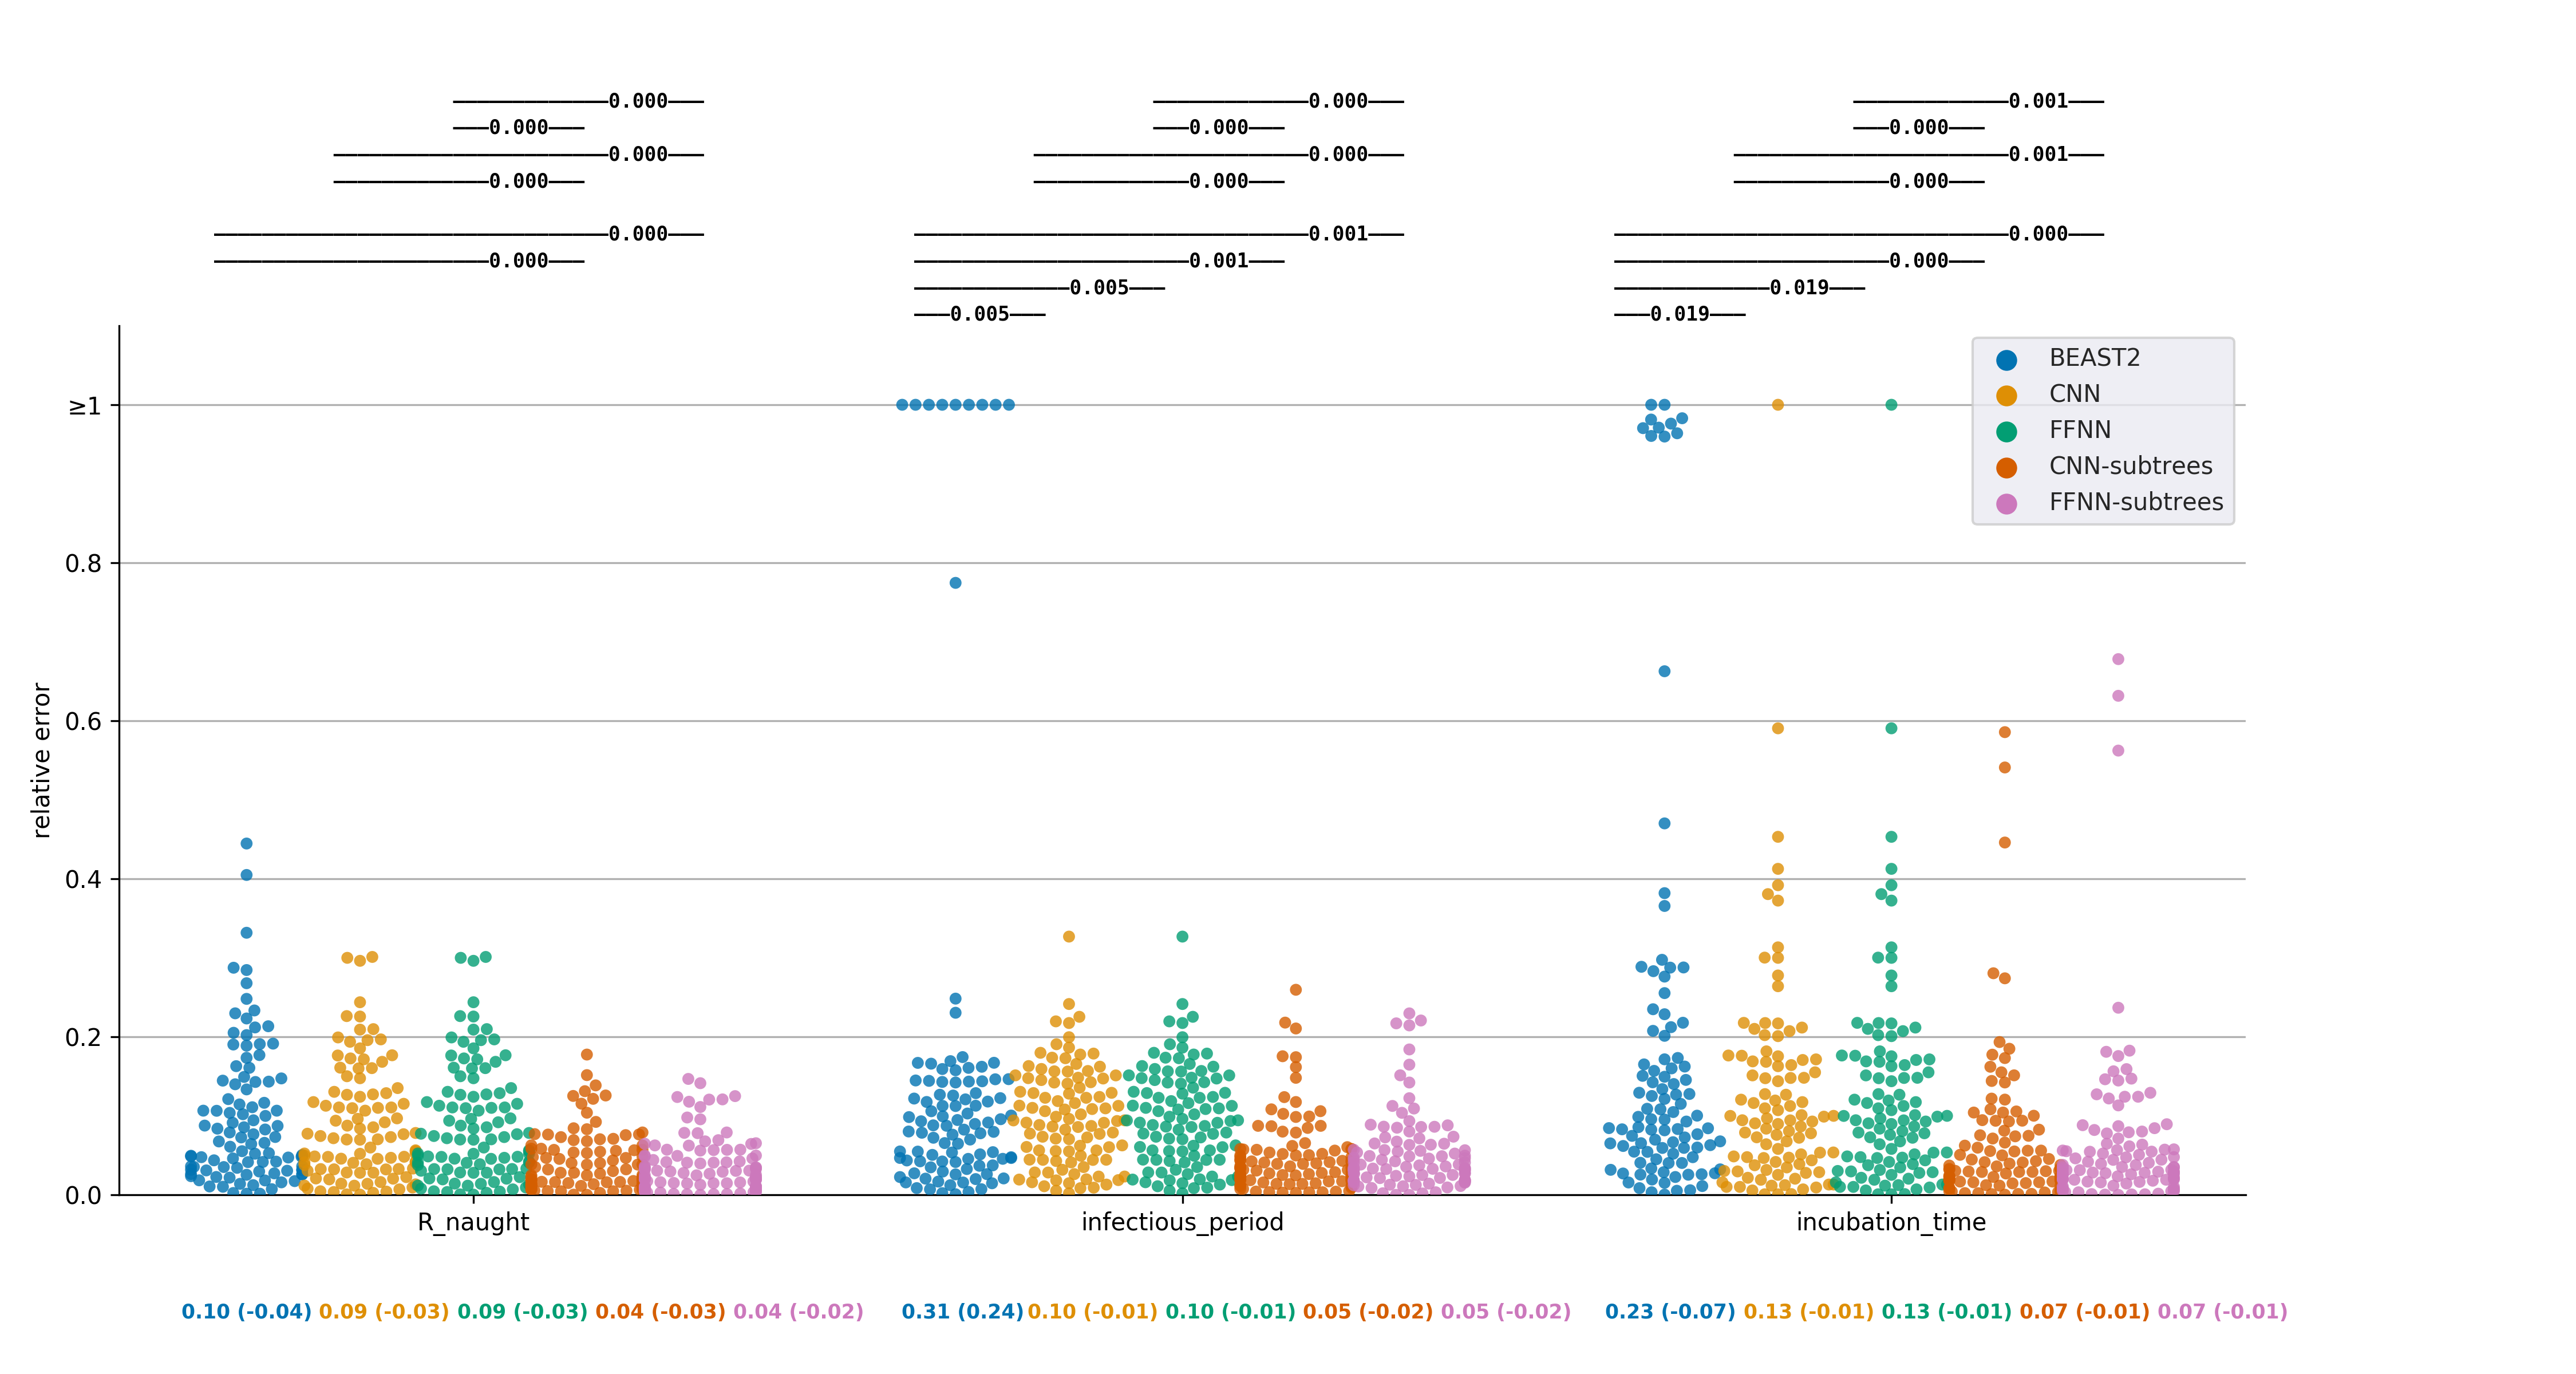 0.000 0.000 0.001
0.000 0.000 0.000
0.000 0.000 0.001
0.000 0.000 0.000
0.000 0.001 0.000
0.000 0.001 0.000
0.005 0.019
0.005 0.019
≥1
0.8
0.6
0.4
0.2
0.0
relative error
BEAST2
CNN
FFNN
CNN-subtrees
FFNN-subtrees
R_naught infectious_period incubation_time
0.10 (-0.04) 0.09 (-0.03) 0.09 (-0.03) 0.04 (-0.03) 0.04 (-0.02) 0.31 (0.24) 0.10 (-0.01) 0.10 (-0.01) 0.05 (-0.02) 0.05 (-0.02) 0.23 (-0.07) 0.13 (-0.01) 0.13 (-0.01) 0.07 (-0.01) 0.07 (-0.01)